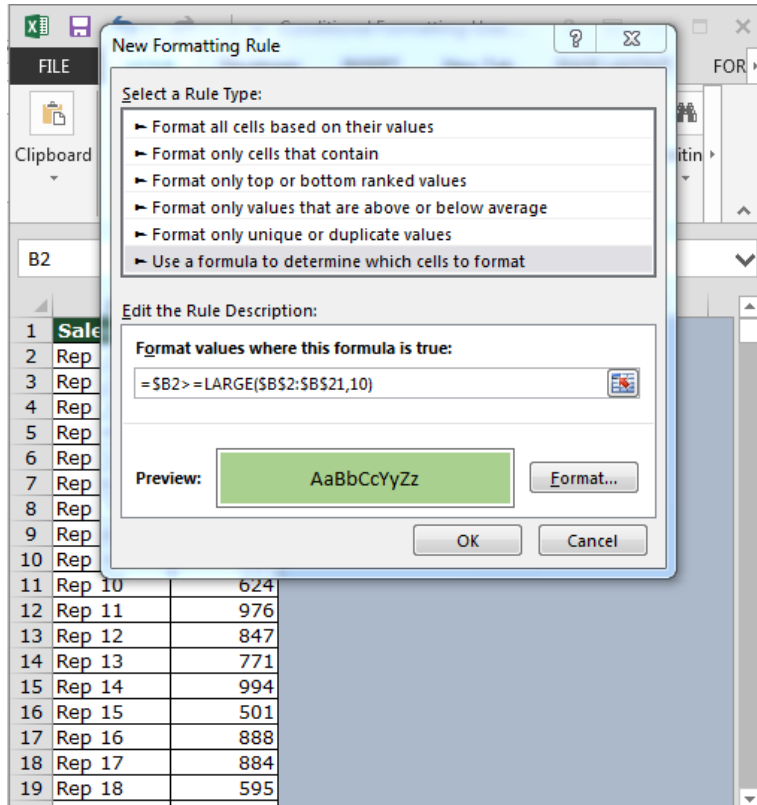 New Formatting Rule
FILE
FOR
Select a Rule Type:
► Format all cells based on their values
► Format only cells that contain
► Format only top or bottom ranked values
► Format only values that are above or below average
► Format only unique or duplicate values
► Use a formula to determine which cells to format
Clipboard
itin
B2
Edit the Rule Description:
Format values where this formula is true:
=$B2>=LARGE($B$2:$B$21,10)
Preview:
AaBbCcYyZz
Format...
OK
Cancel
1 Sale
2 Rep
3 Rep
4 Rep
5 Rep
6 Rep
7 Rep
8 Rep
9 Rep
10 Rep
11 Rep 10 624
12 Rep 11 976
13 Rep 12 847
14 Rep 13 771
15 Rep 14 994
16 Rep 15 501
17 Rep 16 888
18 Rep 17 884
19 Rep 18 595